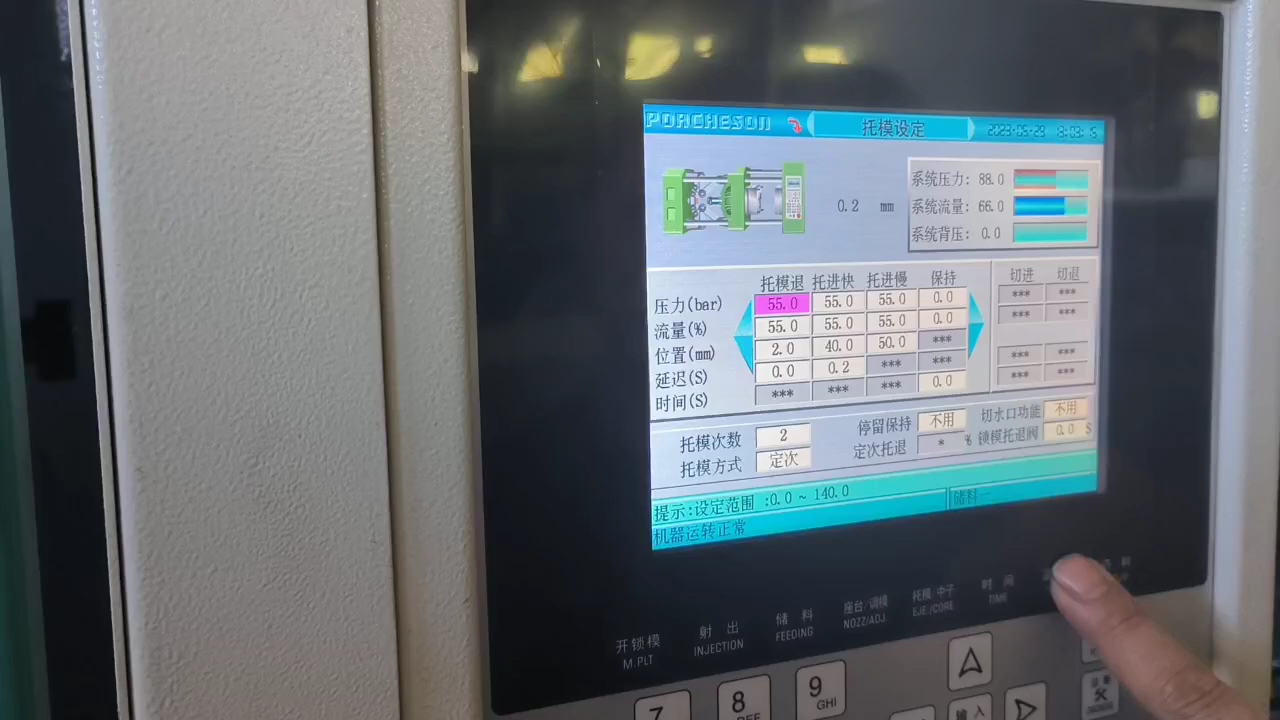 PORCHESON 托模设定 2023-05-23
0.2 mm
系统压力: 88.0
系统流量: 66.0
系统背压: 0.0
托模退 托进快 托进慢 保持 切进 切退
压力(bar) 55.0 55.0 55.0 0.0 *** ***
流量(%) 55.0 55.0 55.0 0.0 *** ***
位置(mm) 2.0 40.0 50.0 ***
延迟(S) 0.0 0.2 *** *** *** ***
时间(S) *** *** *** 0.0 *** ***
托模次数 2 停留保持 不用 切水口功能 不用
托模方式 定次 定次托退 * % 锁模托退阀 0.0 S
提示:设定范围 :0.0 ~ 140.0 储料
机器运转正常
开锁模 射出 储料 座台/调模 托模/中子 时间
M.PLT INJECTION FEEDING NOZZ/ADJ. EJE./CORE TIME
7 8 DEF 9 GHI
输入